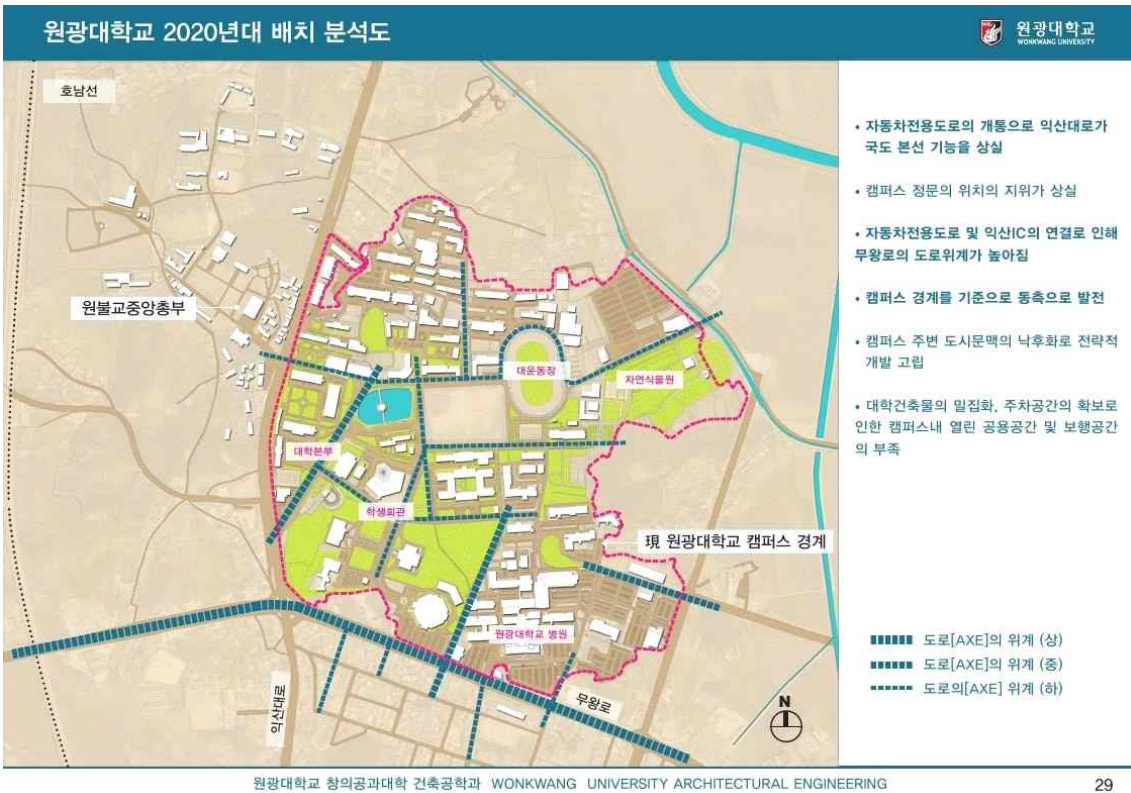 원광대학교 2020년대 배치 분석도
원광대학교
WONKWANG UNIVERSITY
호남선
원불교중앙총부
대운동장
자연식물원
대학본부
학생회관
現 원광대학교 캠퍼스 경계
원광대학교 병원
익산대로
무왕로
N
• 자동차전용도로의 개통으로 익산대로가
국도 본선 기능을 상실
• 캠퍼스 정문의 위치의 지위가 상실
• 자동차전용도로 및 익산IC의 연결로 인해
무왕로의 도로위계가 높아짐
• 캠퍼스 경계를 기준으로 동측으로 발전
• 캠퍼스 주변 도시문맥의 낙후화로 전략적
개발 고립
• 대학건축물의 밀집화, 주차공간의 확보로
인한 캠퍼스내 열린 공용공간 및 보행공간
의 부족
도로[AXE]의 위계 (상)
도로[AXE]의 위계 (중)
도로의[AXE] 위계 (하)
원광대학교 창의공과대학 건축공학과 WONKWANG UNIVERSITY ARCHITECTURAL ENGINEERING
29